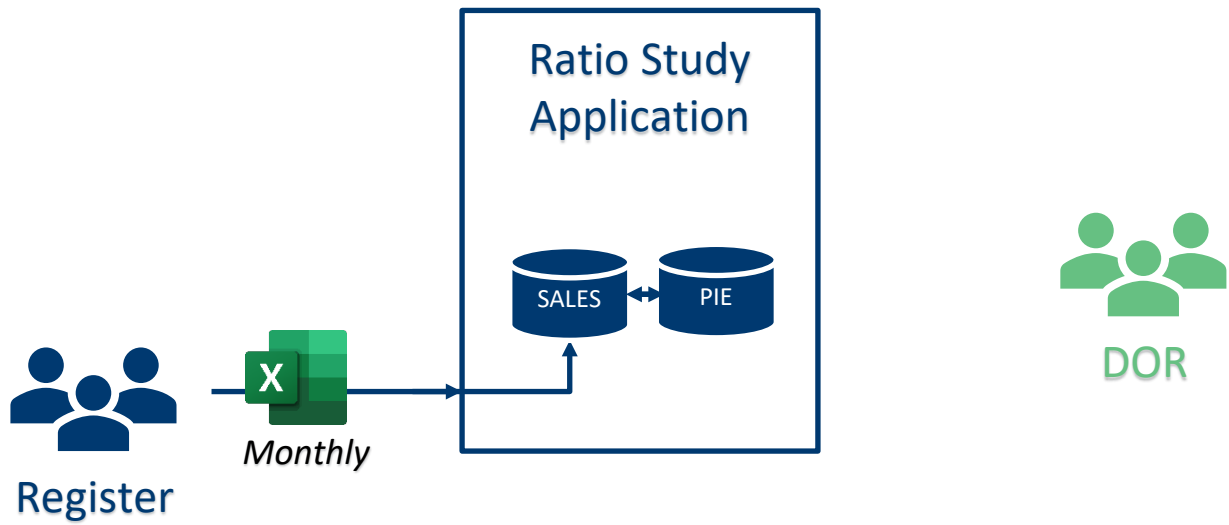 Ratio Study
Application
SALES
PIE
DOR
X
Monthly
Register